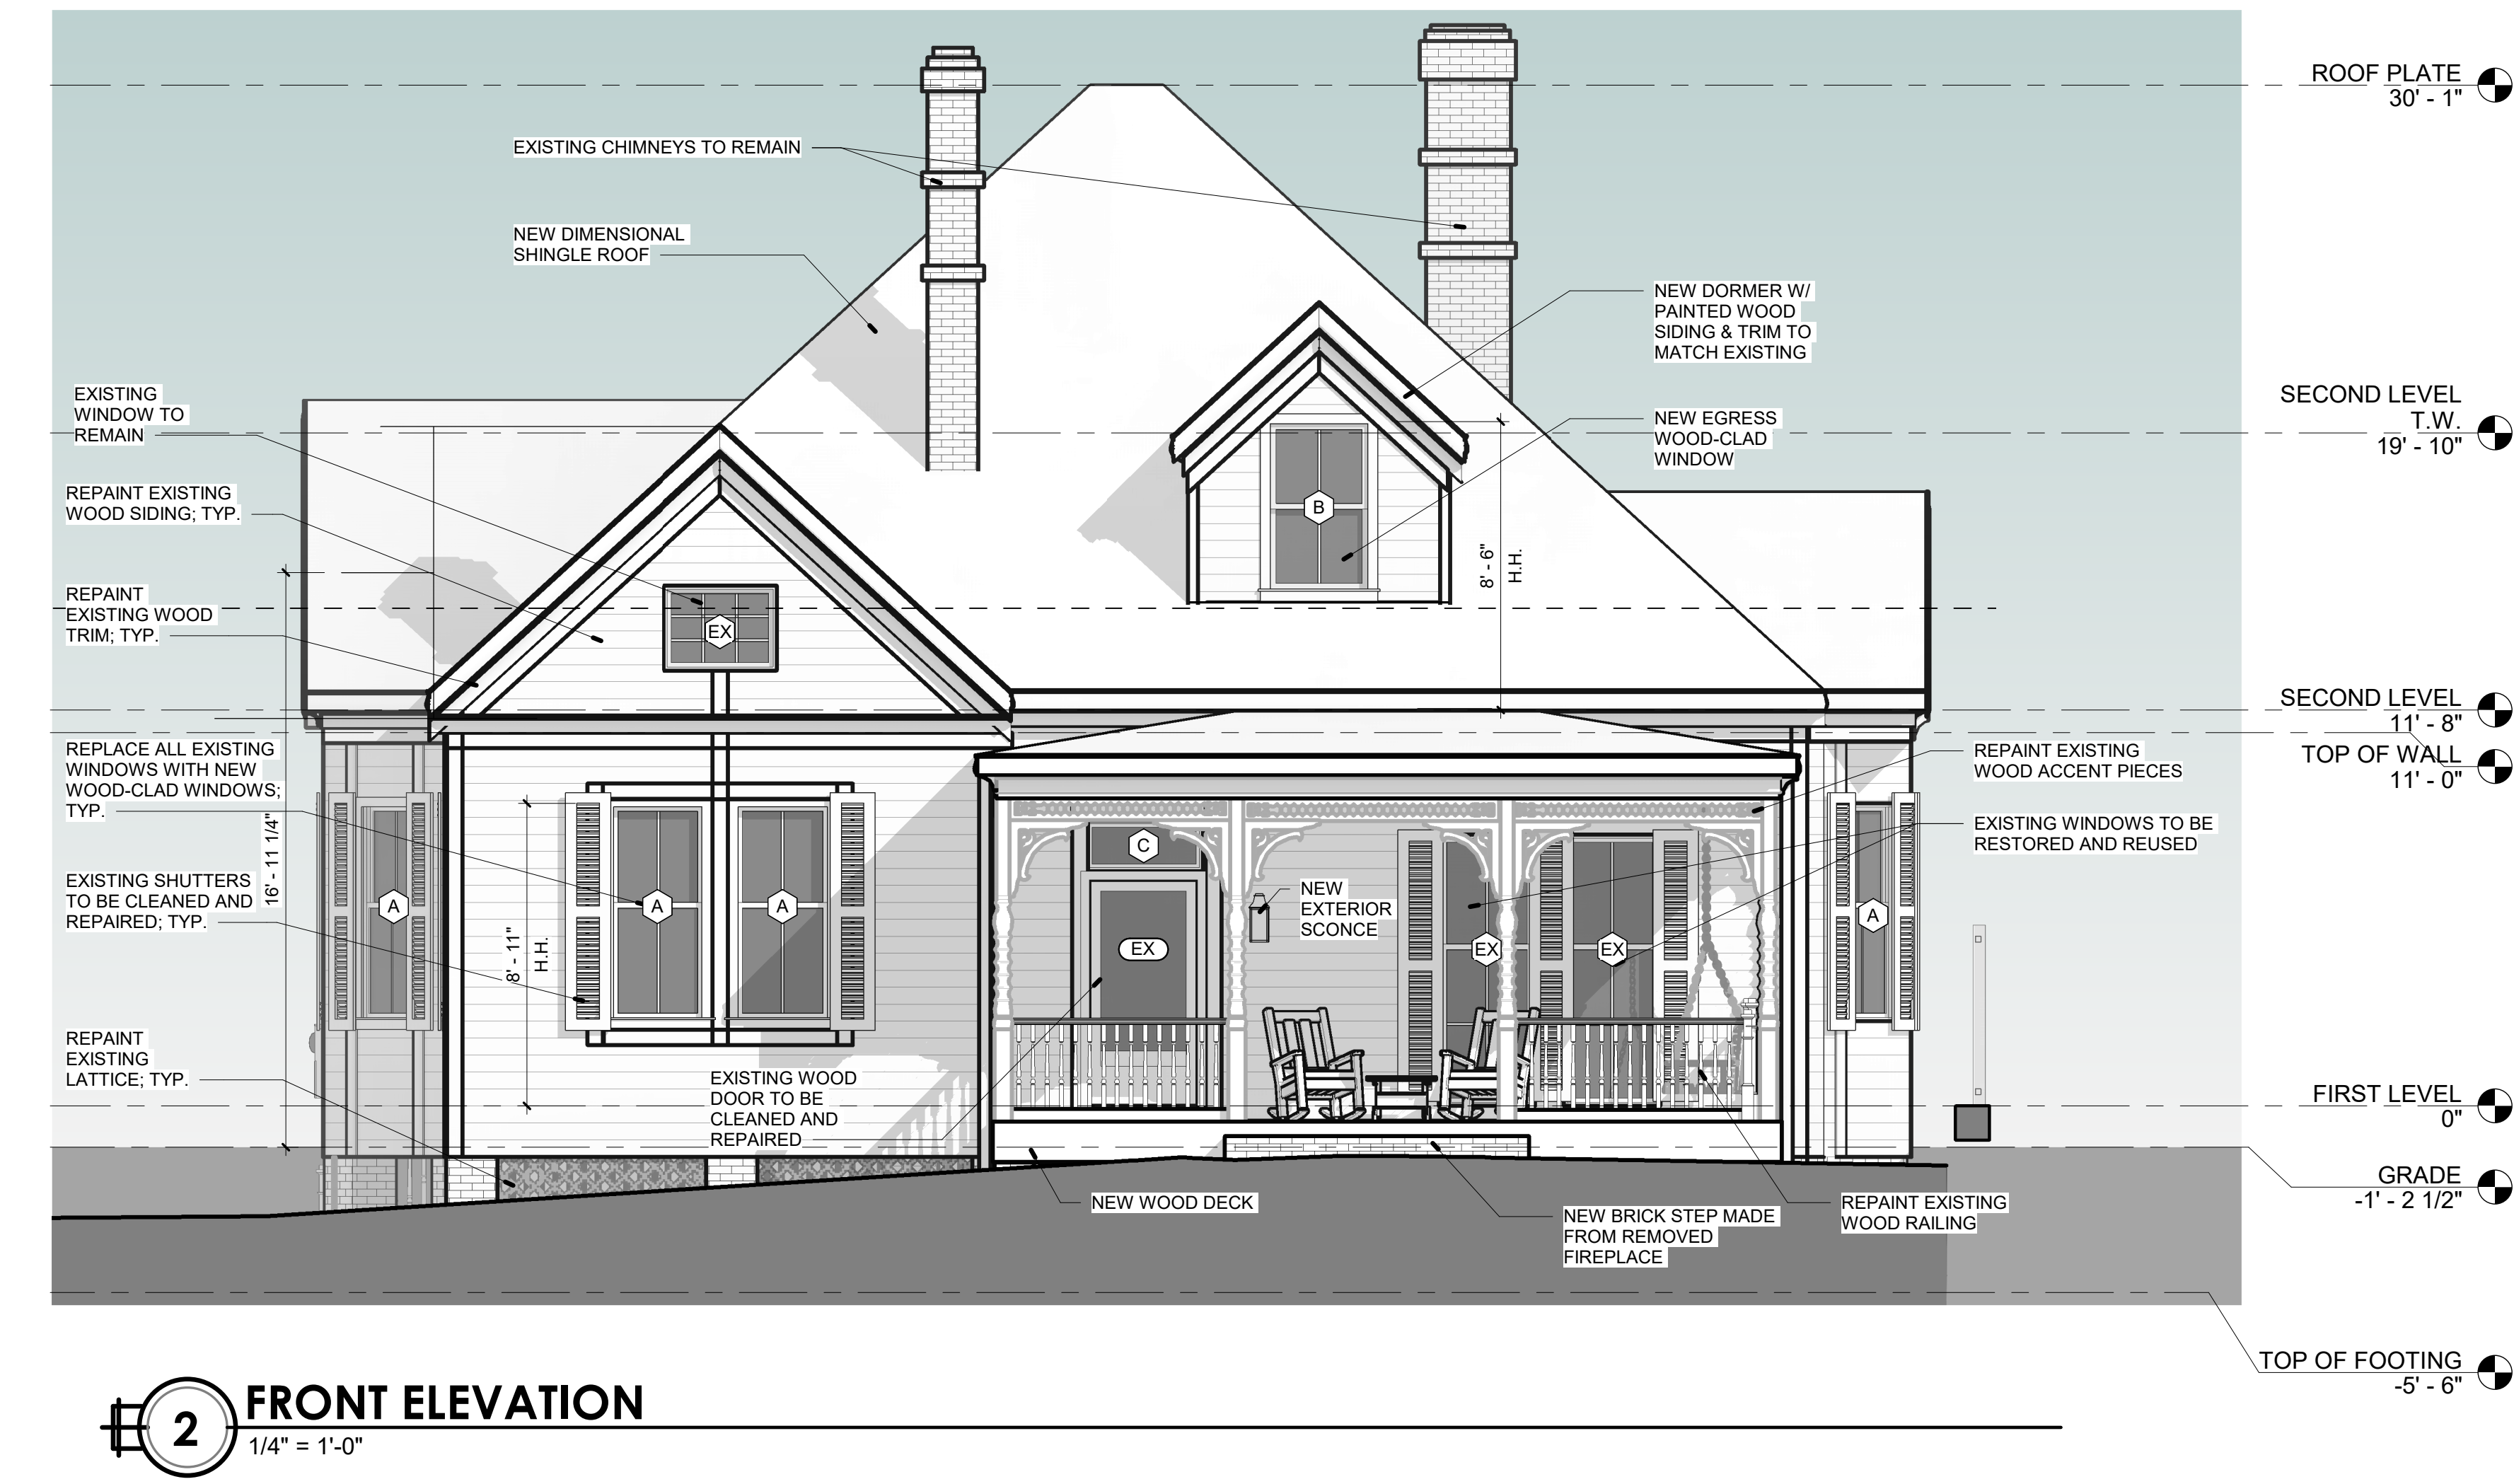 EXISTING CHIMNEYS TO REMAIN
NEW DIMENSIONAL
SHINGLE ROOF
EXISTING
WINDOW TO
REMAIN
REPAINT EXISTING
WOOD SIDING; TYP.
REPAINT
EXISTING WOOD
TRIM; TYP.
REPLACE ALL EXISTING
WINDOWS WITH NEW
WOOD-CLAD WINDOWS;
TYP.
EXISTING SHUTTERS
TO BE CLEANED AND
REPAIRED; TYP.
REPAINT
EXISTING
LATTICE; TYP.
16' - 11 1/4"
8' - 11"
H.H.
EX
A
A
A
B
8' - 6"
H.H.
C
EX
EX
EX
A
NEW
EXTERIOR
SCONCE
EXISTING WOOD
DOOR TO BE
CLEANED AND
REPAIRED
NEW DORMER W/
PAINTED WOOD
SIDING & TRIM TO
MATCH EXISTING
NEW EGRESS
WOOD-CLAD
WINDOW
REPAINT EXISTING
WOOD ACCENT PIECES
EXISTING WINDOWS TO BE
RESTORED AND REUSED
NEW WOOD DECK
NEW BRICK STEP MADE
FROM REMOVED
FIREPLACE
REPAINT EXISTING
WOOD RAILING
ROOF PLATE
30' - 1"
SECOND LEVEL
T.W.
19' - 10"
SECOND LEVEL
11' - 8"
TOP OF WALL
11' - 0"
FIRST LEVEL
0"
GRADE
-1' - 2 1/2"
TOP OF FOOTING
-5' - 6"
2
FRONT ELEVATION
1/4" = 1'-0"